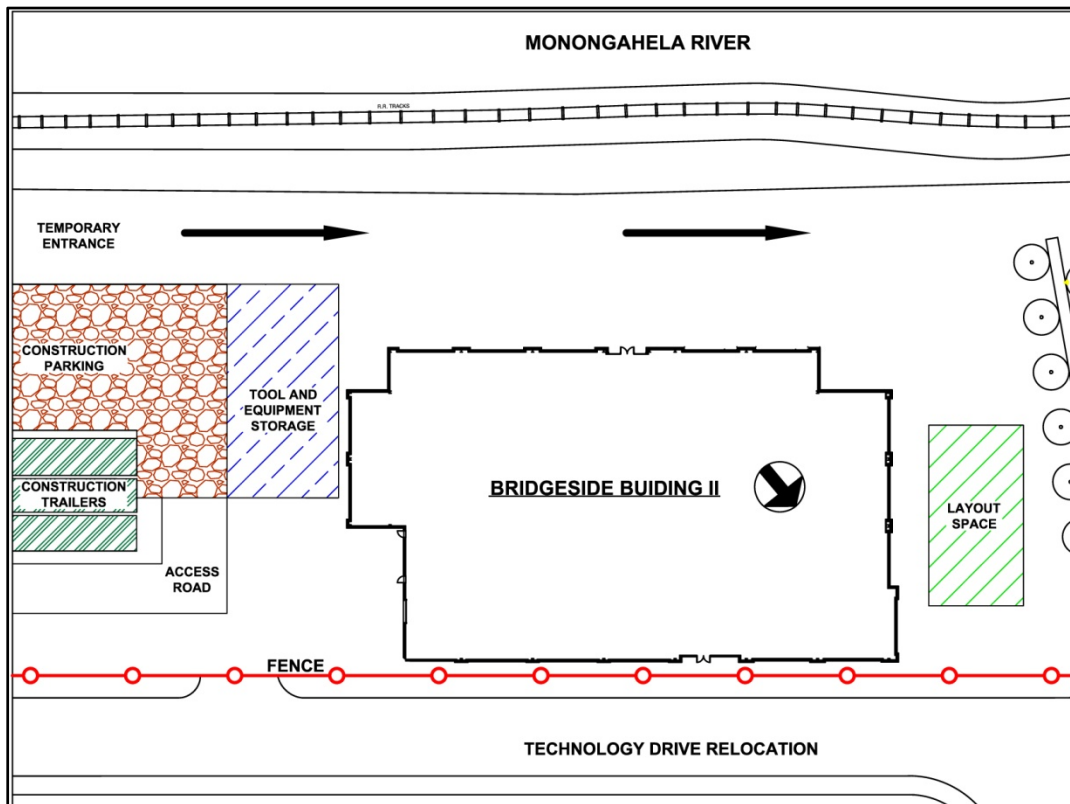 MONONGAHELA RIVER
R.R. TRACKS
TEMPORARY
ENTRANCE
CONSTRUCTION
PARKING
TOOL AND
EQUIPMENT
STORAGE
CONSTRUCTION
TRAILERS
BRIDGESIDE BUIDING II
LAYOUT
SPACE
ACCESS
ROAD
FENCE
TECHNOLOGY DRIVE RELOCATION